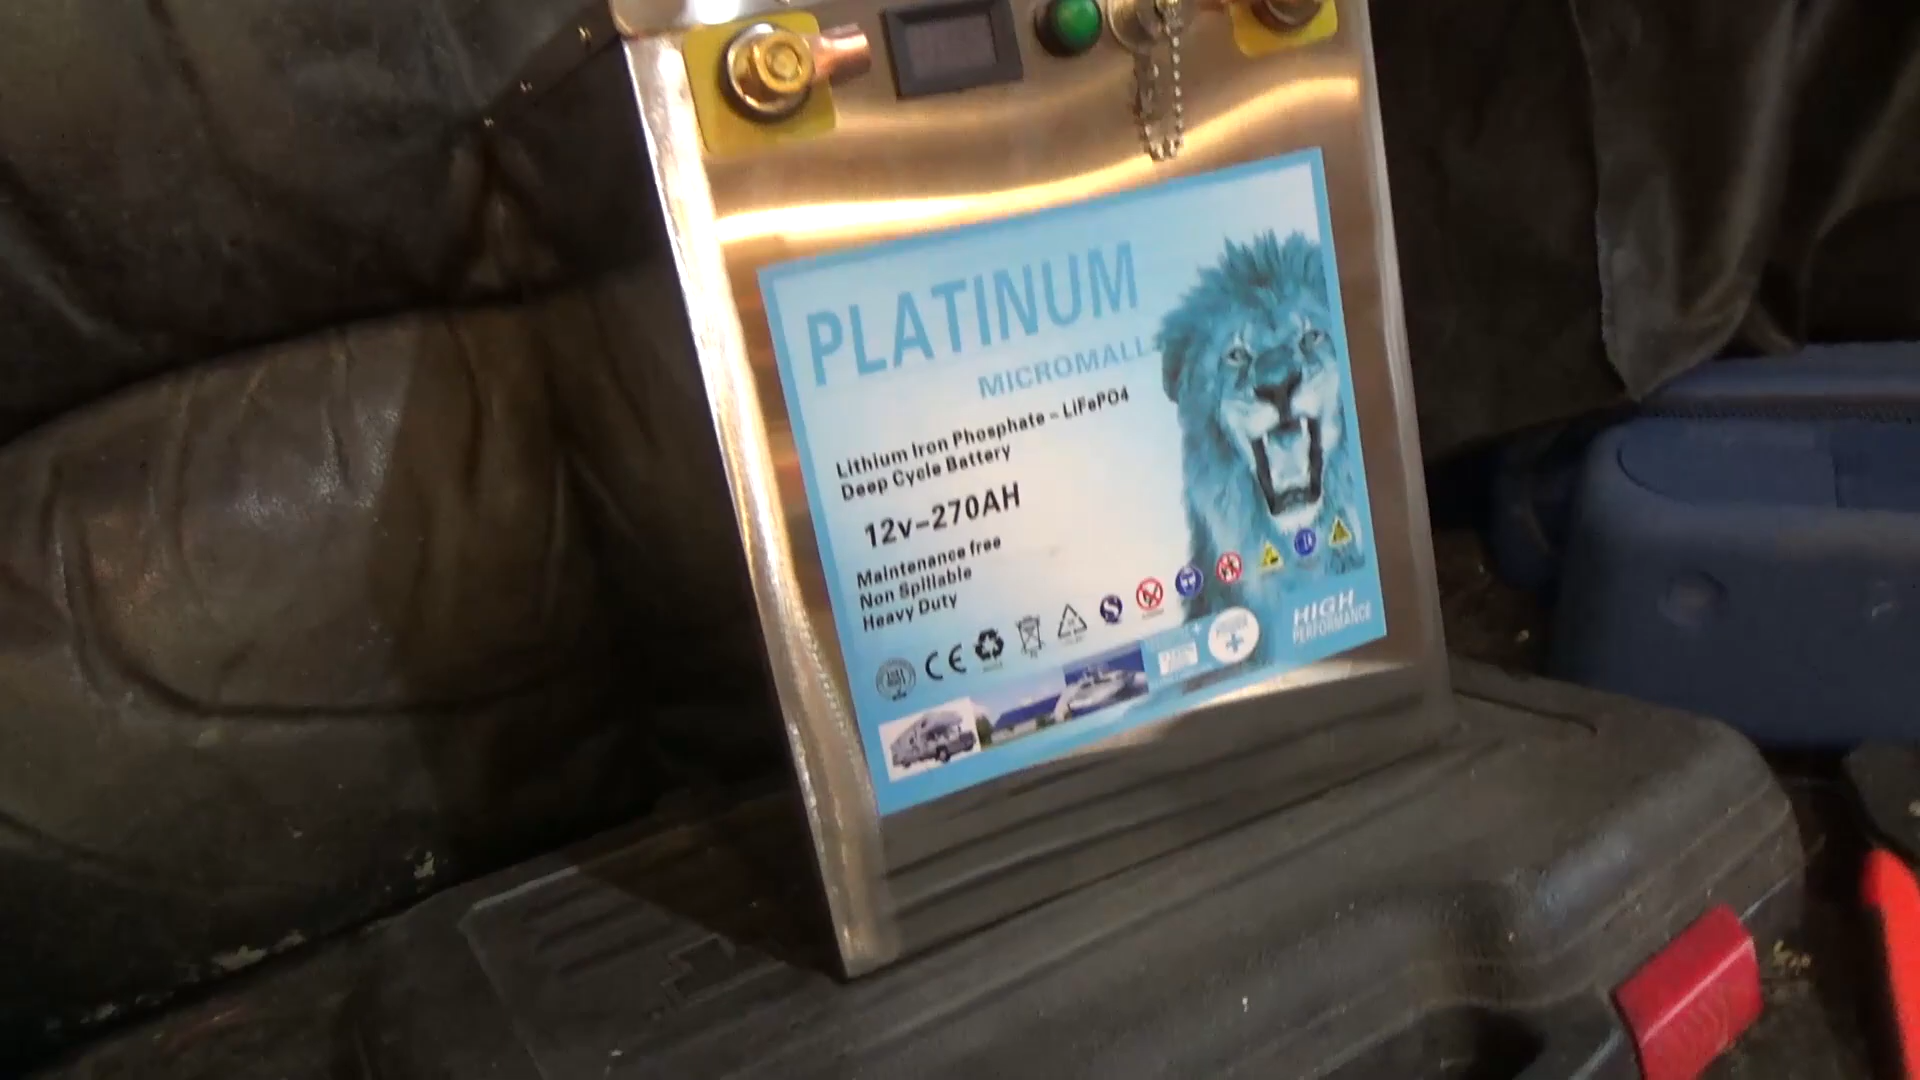 PLATINUM
MICROMALL
Lithium Iron Phosphate - LiFePO4
Deep Cycle Battery
12v-270AH
Maintenance free
Non Spillable
Heavy Duty
CE
HIGH
PERFORMANCE